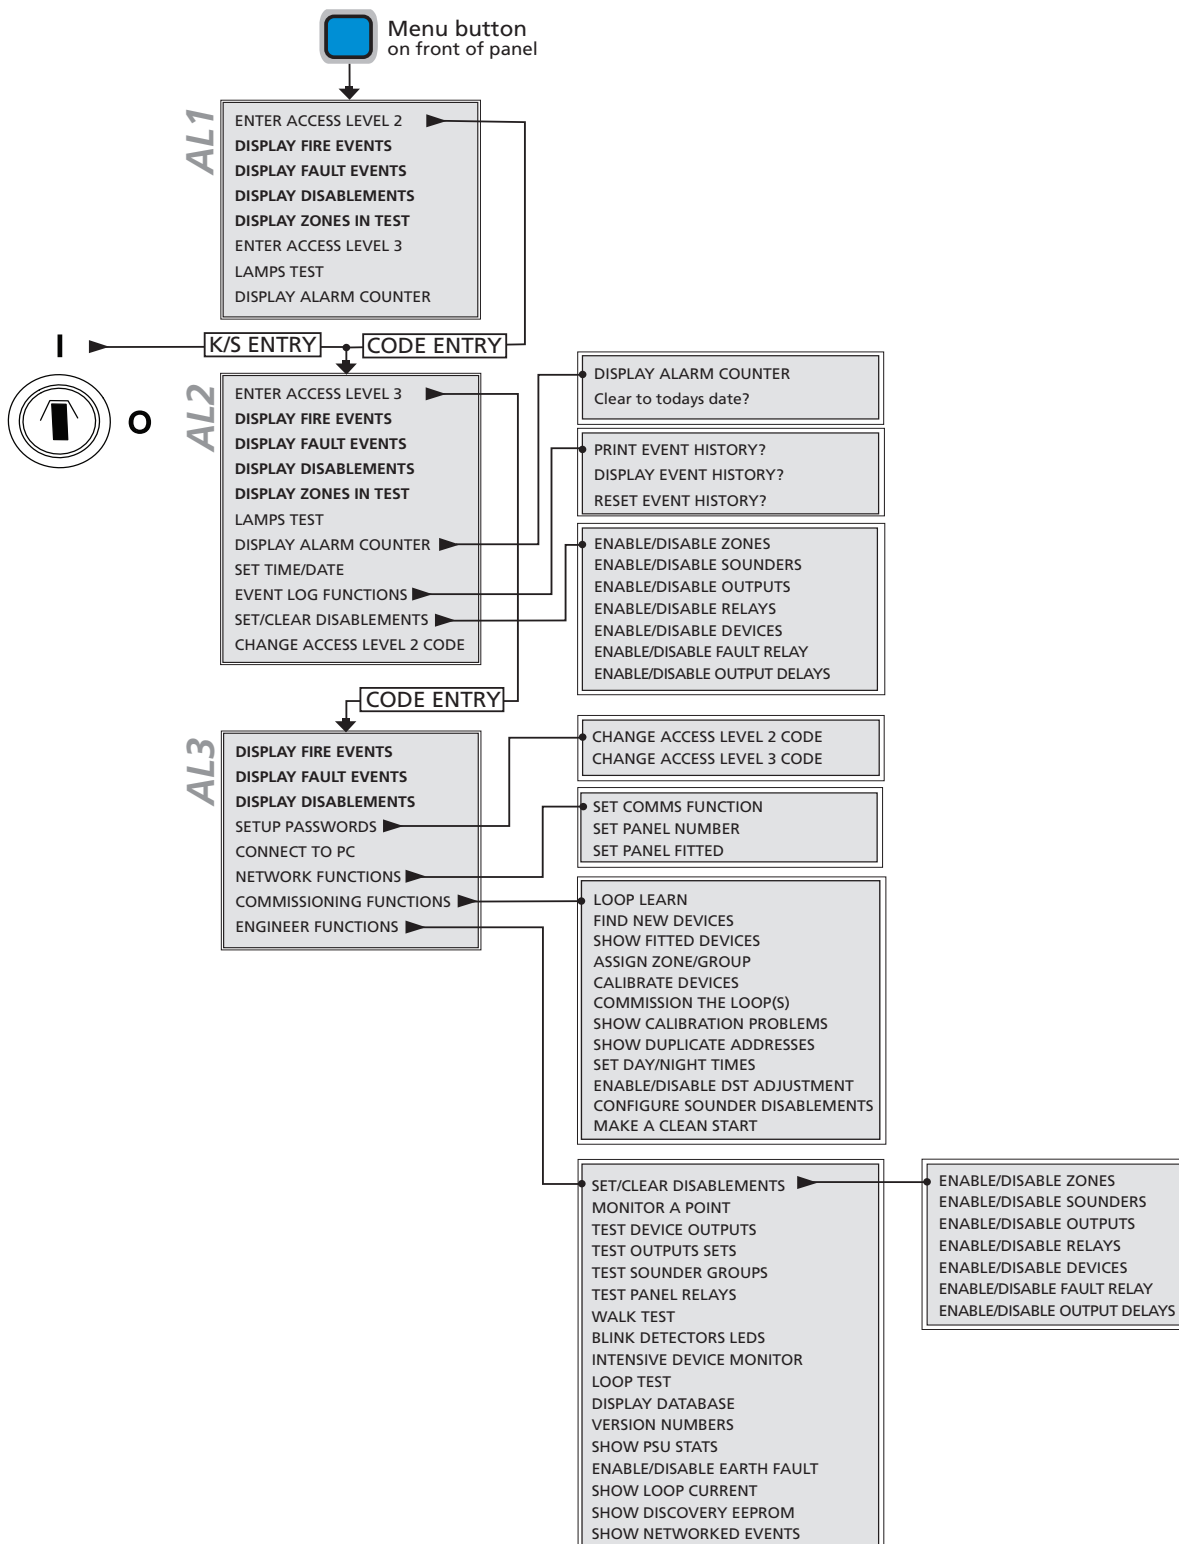 Menu button
on front of panel
AL1
ENTER ACCESS LEVEL 2
DISPLAY FIRE EVENTS
DISPLAY FAULT EVENTS
DISPLAY DISABLEMENTS
DISPLAY ZONES IN TEST
ENTER ACCESS LEVEL 3
LAMPS TEST
DISPLAY ALARM COUNTER
I
K/S ENTRY
CODE ENTRY
O
AL2
ENTER ACCESS LEVEL 3
DISPLAY FIRE EVENTS
DISPLAY FAULT EVENTS
DISPLAY DISABLEMENTS
DISPLAY ZONES IN TEST
LAMPS TEST
DISPLAY ALARM COUNTER
SET TIME/DATE
EVENT LOG FUNCTIONS
SET/CLEAR DISABLEMENTS
CHANGE ACCESS LEVEL 2 CODE
DISPLAY ALARM COUNTER
Clear to todays date?
PRINT EVENT HISTORY?
DISPLAY EVENT HISTORY?
RESET EVENT HISTORY?
ENABLE/DISABLE ZONES
ENABLE/DISABLE SOUNDERS
ENABLE/DISABLE OUTPUTS
ENABLE/DISABLE RELAYS
ENABLE/DISABLE DEVICES
ENABLE/DISABLE FAULT RELAY
ENABLE/DISABLE OUTPUT DELAYS
CODE ENTRY
AL3
DISPLAY FIRE EVENTS
DISPLAY FAULT EVENTS
DISPLAY DISABLEMENTS
SETUP PASSWORDS
CONNECT TO PC
NETWORK FUNCTIONS
COMMISSIONING FUNCTIONS
ENGINEER FUNCTIONS
CHANGE ACCESS LEVEL 2 CODE
CHANGE ACCESS LEVEL 3 CODE
SET COMMS FUNCTION
SET PANEL NUMBER
SET PANEL FITTED
LOOP LEARN
FIND NEW DEVICES
SHOW FITTED DEVICES
ASSIGN ZONE/GROUP
CALIBRATE DEVICES
COMMISSION THE LOOP(S)
SHOW CALIBRATION PROBLEMS
SHOW DUPLICATE ADDRESSES
SET DAY/NIGHT TIMES
ENABLE/DISABLE DST ADJUSTMENT
CONFIGURE SOUNDER DISABLEMENTS
MAKE A CLEAN START
SET/CLEAR DISABLEMENTS
MONITOR A POINT
TEST DEVICE OUTPUTS
TEST OUTPUTS SETS
TEST SOUNDER GROUPS
TEST PANEL RELAYS
WALK TEST
BLINK DETECTORS LEDS
INTENSIVE DEVICE MONITOR
LOOP TEST
DISPLAY DATABASE
VERSION NUMBERS
SHOW PSU STATS
ENABLE/DISABLE EARTH FAULT
SHOW LOOP CURRENT
SHOW DISCOVERY EEPROM
SHOW NETWORKED EVENTS
ENABLE/DISABLE ZONES
ENABLE/DISABLE SOUNDERS
ENABLE/DISABLE OUTPUTS
ENABLE/DISABLE RELAYS
ENABLE/DISABLE DEVICES
ENABLE/DISABLE FAULT RELAY
ENABLE/DISABLE OUTPUT DELAYS